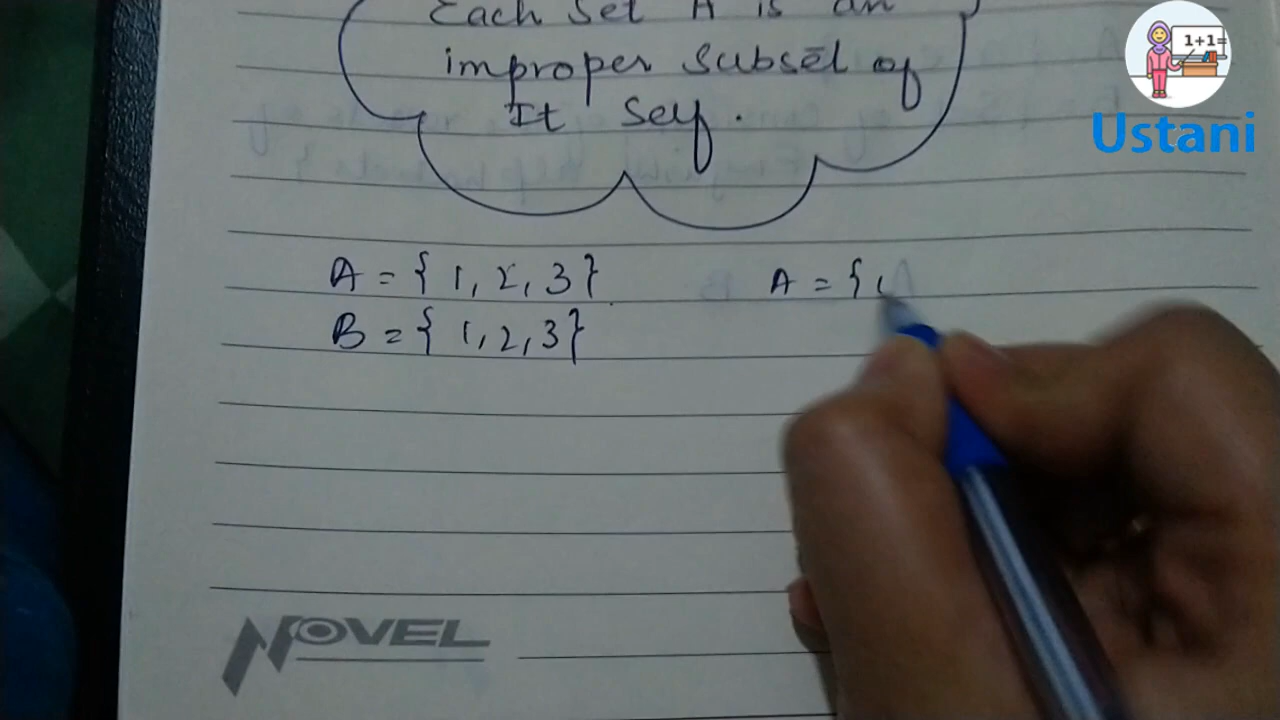 Each Set A is an
improper Subset of
It Self.
A = { 1, 2, 3}
B = { 1, 2, 3}
A = { 1
NOVEL
1+1=
Ustani